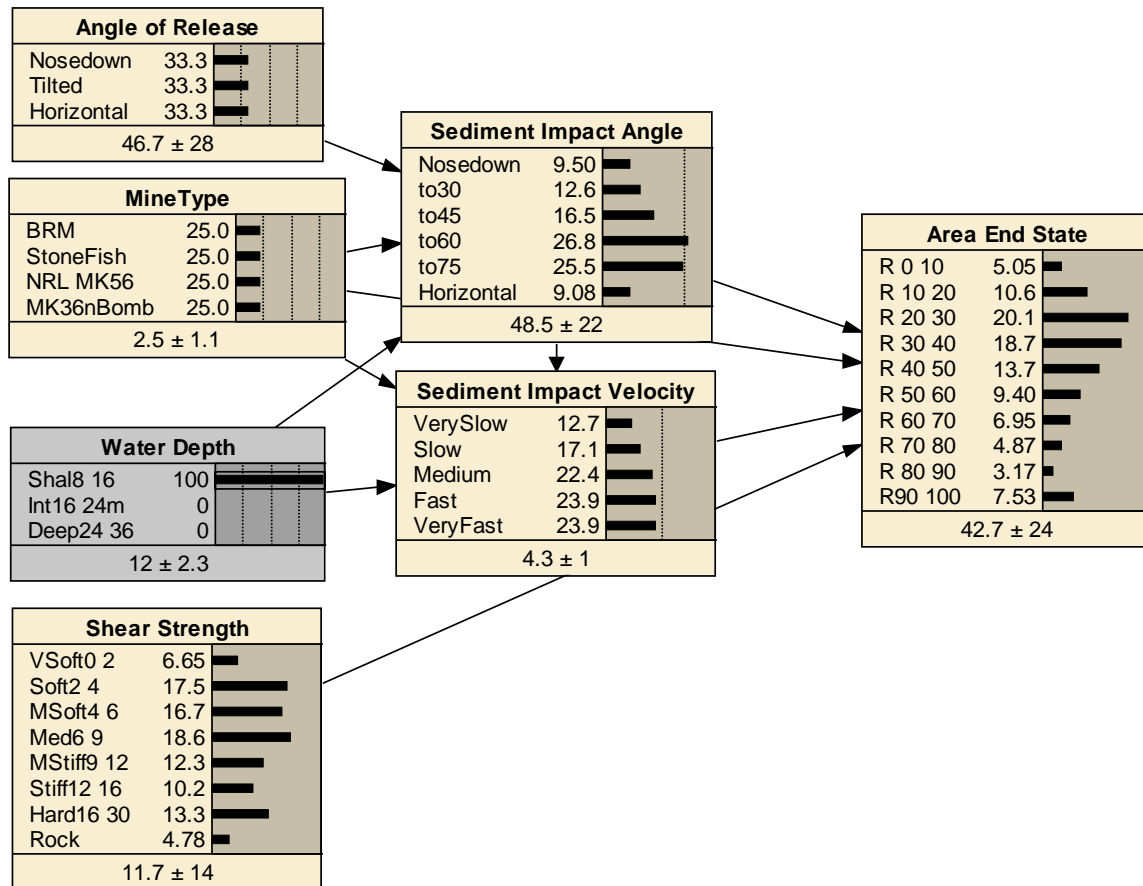 Angle of Release
Nosedown 33.3
Tilted 33.3
Horizontal 33.3
46.7 ± 28
MineType
BRM 25.0
StoneFish 25.0
NRL MK56 25.0
MK36nBomb 25.0
2.5 ± 1.1
Water Depth
Shal8 16 100
Int16 24m 0
Deep24 36 0
12 ± 2.3
Shear Strength
VSoft0 2 6.65
Soft2 4 17.5
MSoft4 6 16.7
Med6 9 18.6
MStiff9 12 12.3
Stiff12 16 10.2
Hard16 30 13.3
Rock 4.78
11.7 ± 14
Sediment Impact Angle
Nosedown 9.50
to30 12.6
to45 16.5
to60 26.8
to75 25.5
Horizontal 9.08
48.5 ± 22
Sediment Impact Velocity
VerySlow 12.7
Slow 17.1
Medium 22.4
Fast 23.9
VeryFast 23.9
4.3 ± 1
Area End State
R 0 10 5.05
R 10 20 10.6
R 20 30 20.1
R 30 40 18.7
R 40 50 13.7
R 50 60 9.40
R 60 70 6.95
R 70 80 4.87
R 80 90 3.17
R90 100 7.53
42.7 ± 24